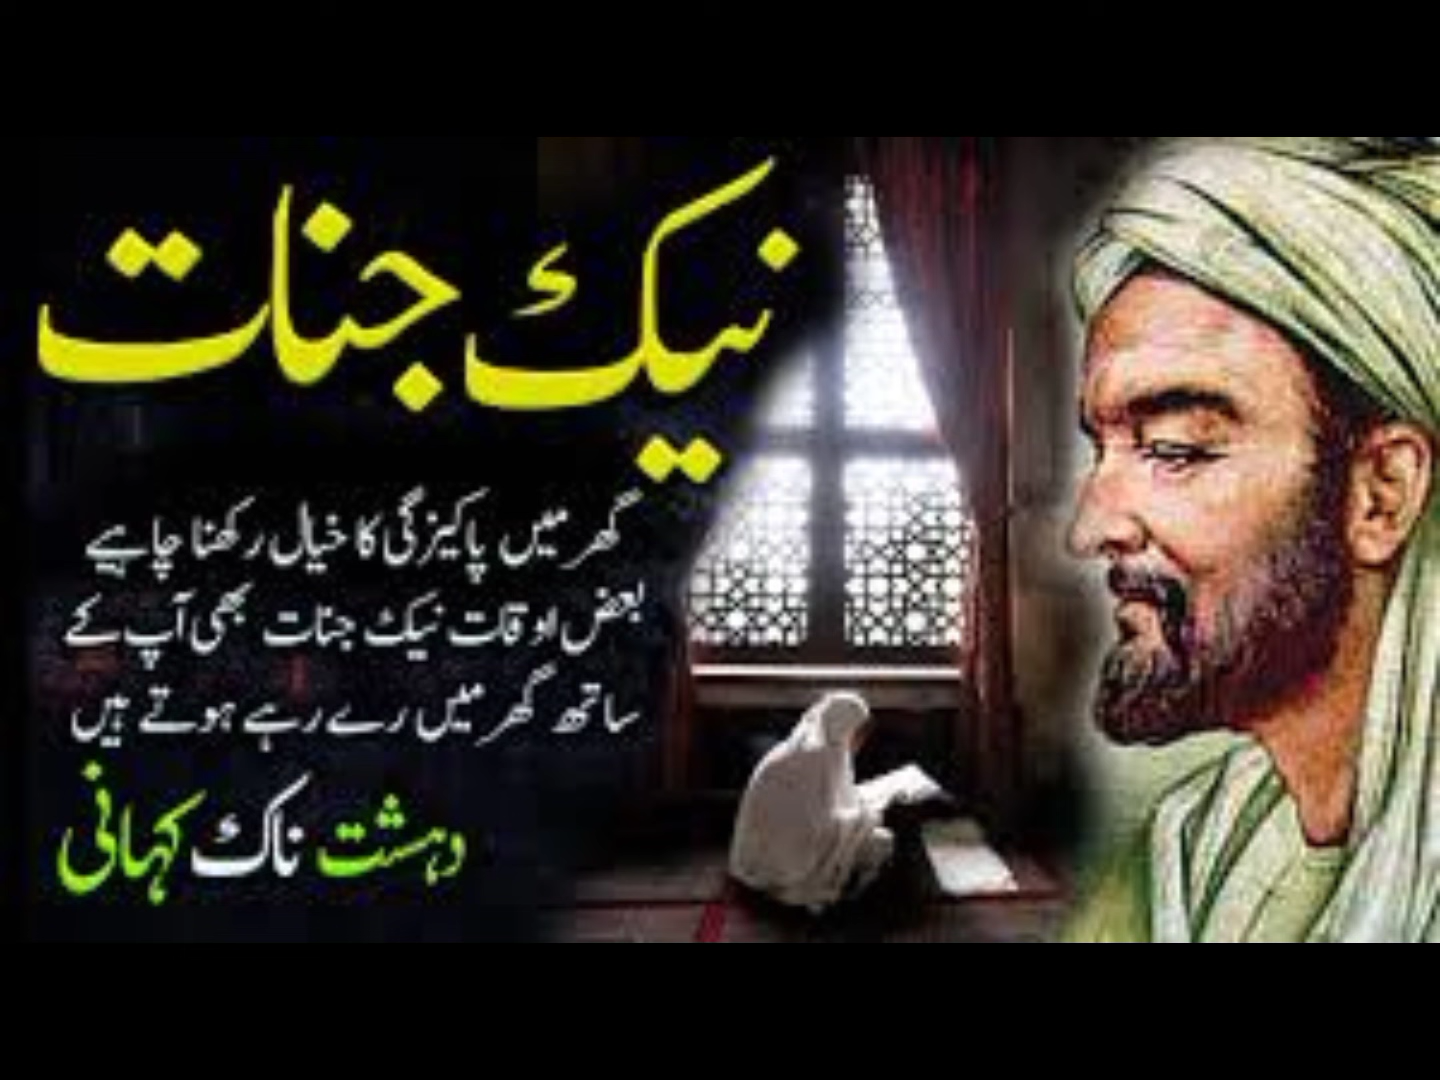 نیک جنات
گھر میں پاکیزگی کا خیال رکھنا چاہیے
بعض اوقات نیک جنات بھی آپ کے
ساتھ گھر میں رے رہے ہوتے ہیں
دہشت ناک کہانی